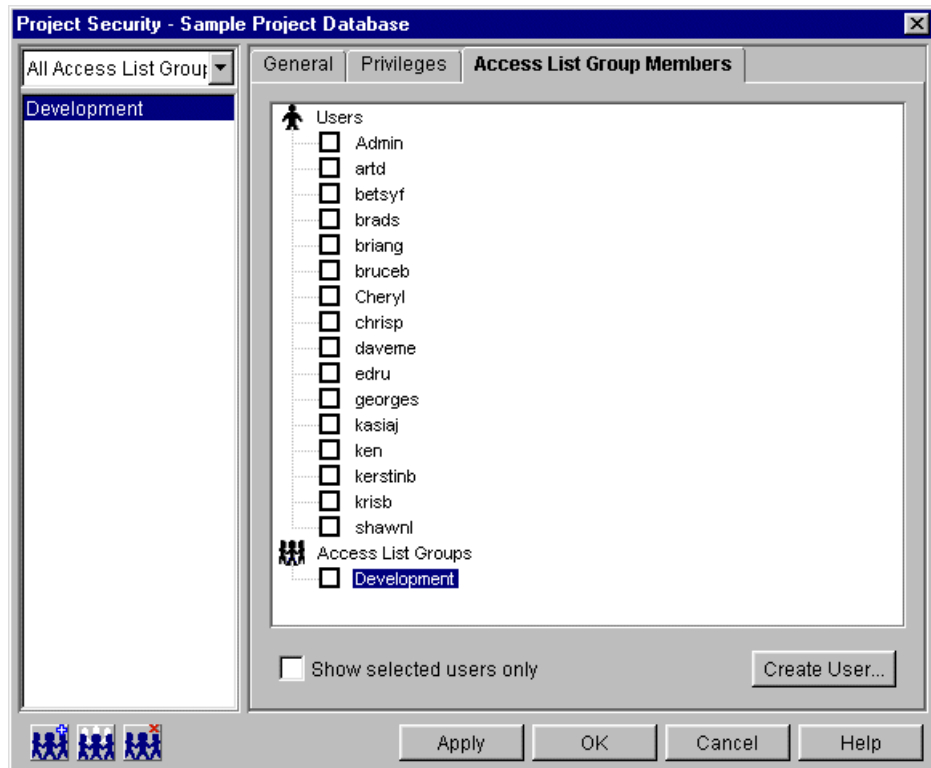 Project Security - Sample Project Database
All Access List Group
General Privileges Access List Group Members
Development
Users
Admin
artd
betsyf
brads
briang
bruceb
Cheryl
chrisp
daveme
edru
georges
kasiaj
ken
kerstinb
krisb
shawnl
Access List Groups
Development
Show selected users only
Create User...
Apply OK Cancel Help